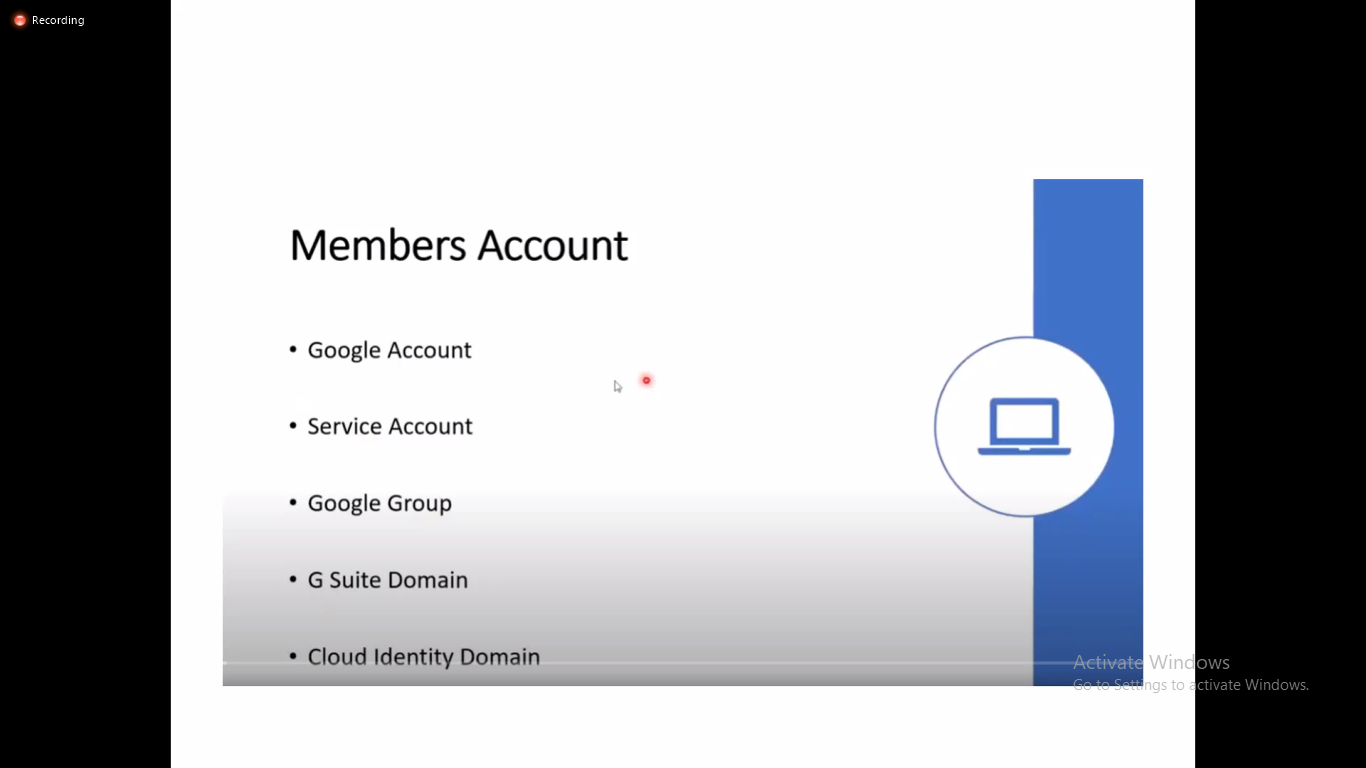 Recording
Members Account
• Google Account
• Service Account
• Google Group
• G Suite Domain
• Cloud Identity Domain
Activate Windows
Go to Settings to activate Windows.